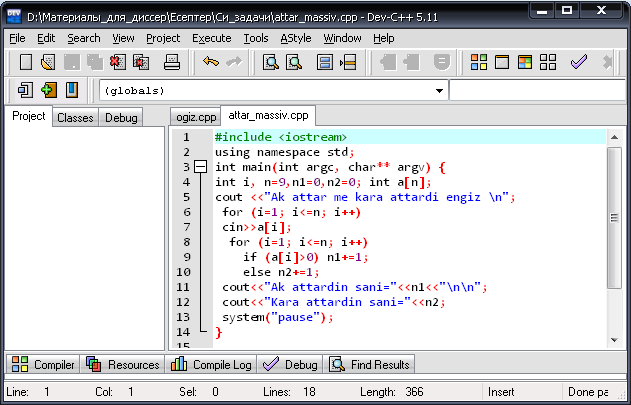 D:\Материалы_для_диссер\Есептер\Си_задачи\attar_massiv.cpp - Dev-C++ 5.11
File Edit Search View Project Execute Tools AStyle Window Help
(globals)
Project Classes Debug
ogiz.cpp attar_massiv.cpp
1 #include <iostream>
2 using namespace std;
3 int main(int argc, char** argv) {
4 int i, n=9,n1=0,n2=0; int a[n];
5 cout <<"Ak attar me kara attardi engiz \n";
6 for (i=1; i<=n; i++)
7 cin>>a[i];
8 for (i=1; i<=n; i++)
9 if (a[i]>0) n1+=1;
10 else n2+=1;
11 cout<<"Ak attardin sani="<<n1<<"\n\n";
12 cout<<"Kara attardin sani="<<n2;
13 system("pause");
14 }
15
Compiler Resources Compile Log Debug Find Results
Line: 1 Col: 1 Sel: 0 Lines: 18 Length: 366 Insert Done pa